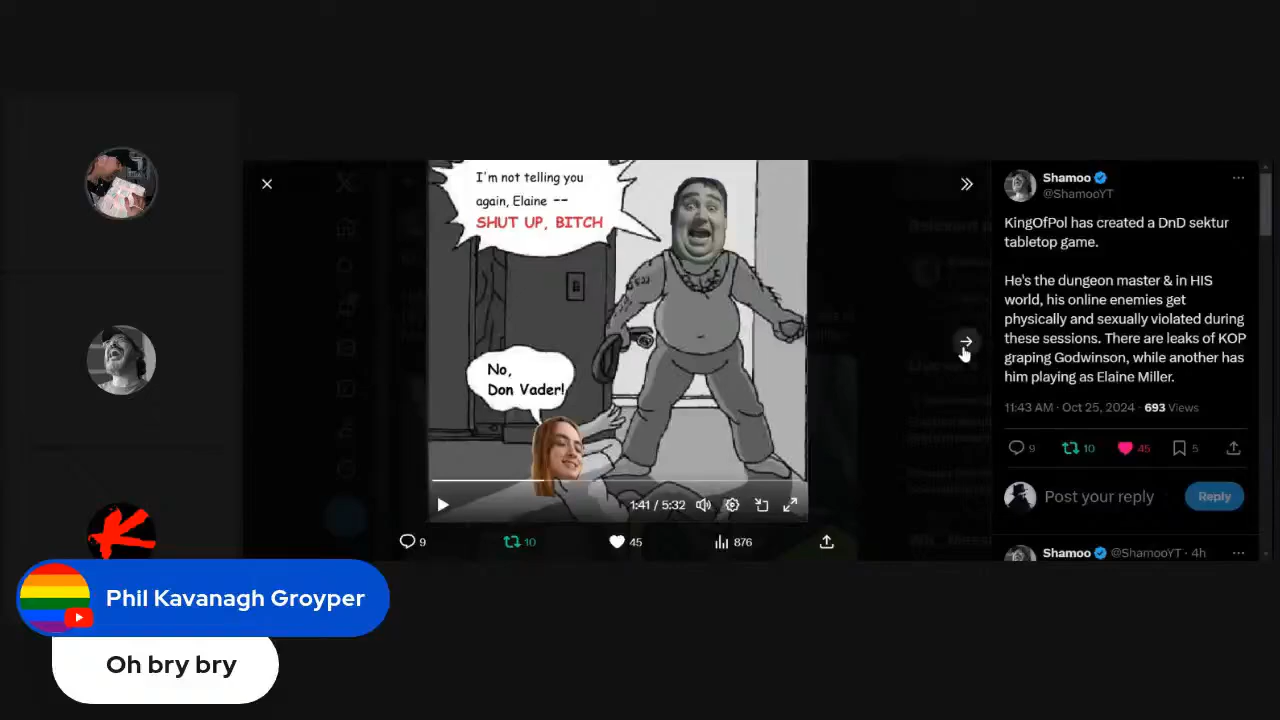 I'm not telling you
again, Elaine --
SHUT UP, BITCH
No,
Don Vader!
1:41 / 5:32
9
10
45
876
Shamoo
@ShamooYT
KingOfPol has created a DnD sektur
tabletop game.
He's the dungeon master & in HIS
world, his online enemies get
physically and sexually violated during
these sessions. There are leaks of KOP
graping Godwinson, while another has
him playing as Elaine Miller.
11:43 AM · Oct 25, 2024 · 693 Views
9
10
45
5
Post your reply
Reply
Shamoo @ShamooYT · 4h
Phil Kavanagh Groyper
Oh bry bry